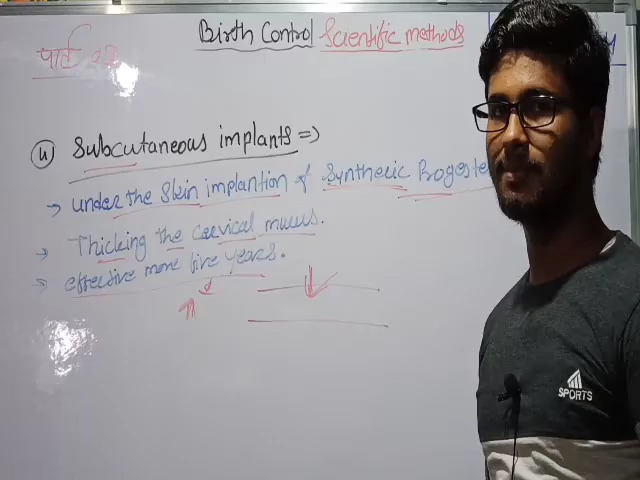 Birth Control Scientific methods
पार्ट
Subcutaneous implants =>
→ under the Skin implantion of Synthetic Progeste
→ Thicking the Cervical mucus.
→ effective more five years.
SPORTS